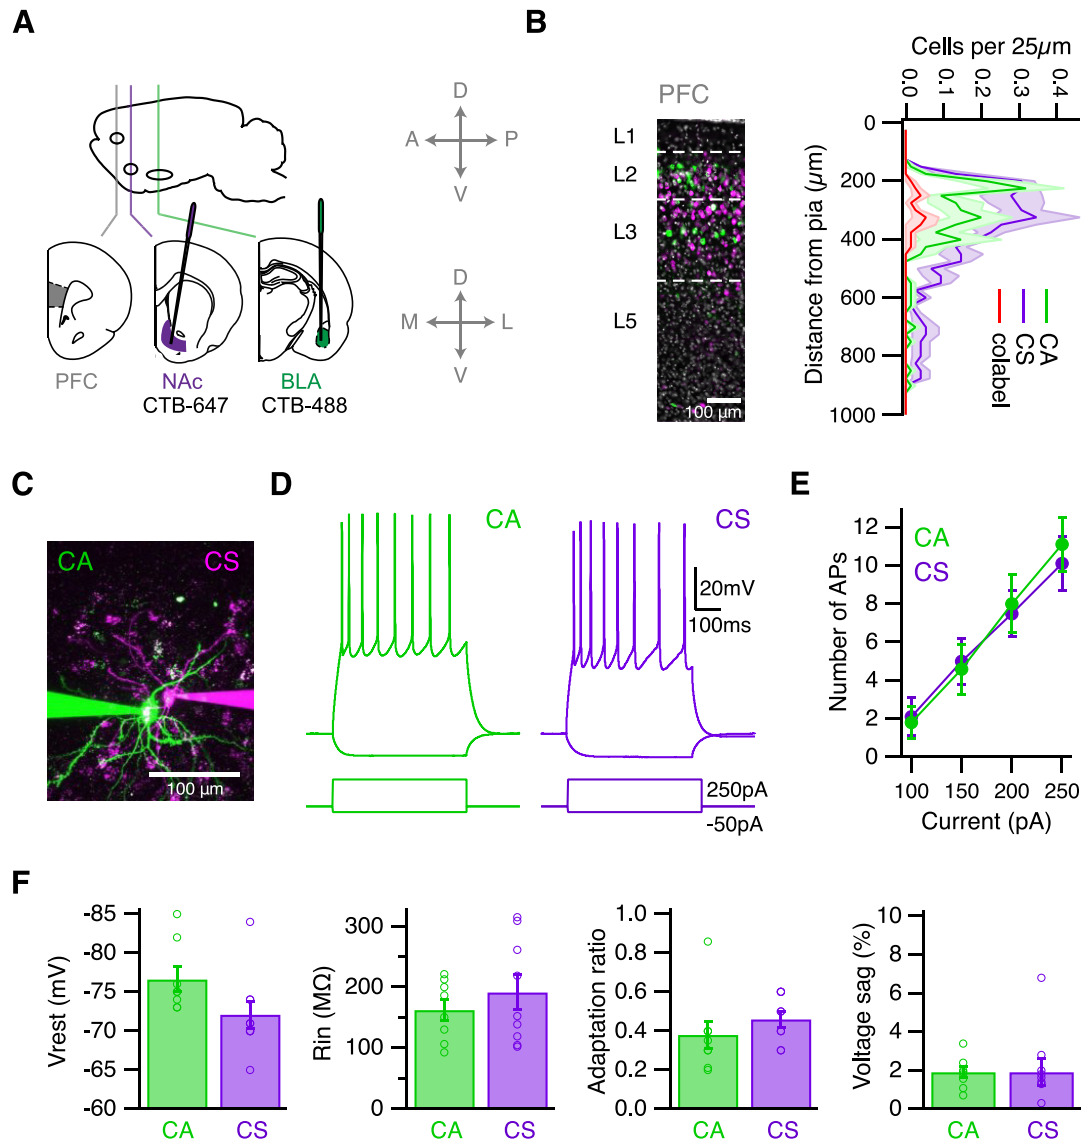 A
D
A P
V
D
M L
V
PFC
NAc
CTB-647
BLA
CTB-488
B
PFC
L1
L2
L3
L5
100 µm
Cells per 25µm
0.0 0.1 0.2 0.3 0.4
Distance from pia (µm)
0
200
400
600
800
1000
CA
CS
colabel
C
CA CS
100 µm
D
CA
CS
20mV
100ms
250pA
-50pA
E
CA
CS
Number of APs
12
10
8
6
4
2
0
100 150 200 250
Current (pA)
F
Vrest (mV)
-85
-80
-75
-70
-65
-60
CA CS
Rin (MΩ)
300
200
100
0
CA CS
Adaptation ratio
1.0
0.8
0.6
0.4
0.2
0.0
CA CS
Voltage sag (%)
10
8
6
4
2
0
CA CS